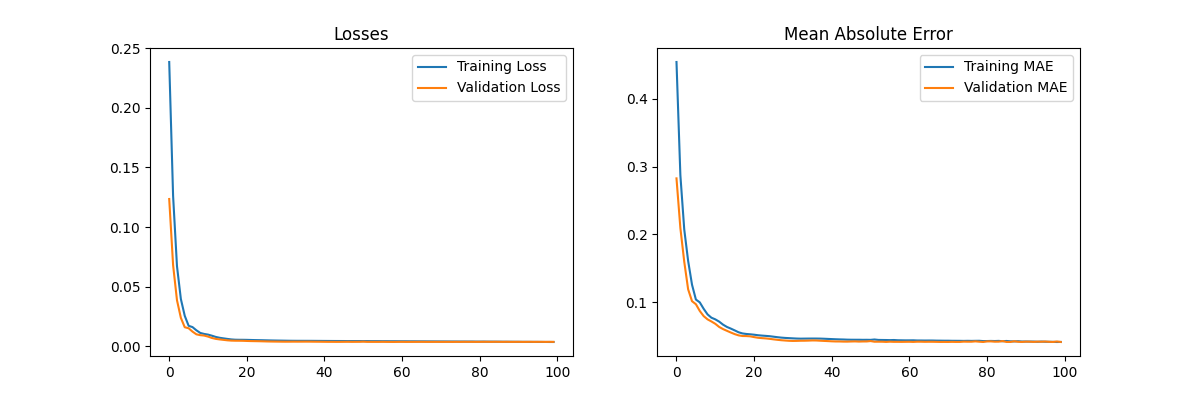 Losses
0.25
0.20
0.15
0.10
0.05
0.00
0 20 40 60 80 100
Training Loss
Validation Loss
Mean Absolute Error
0.4
0.3
0.2
0.1
0 20 40 60 80 100
Training MAE
Validation MAE